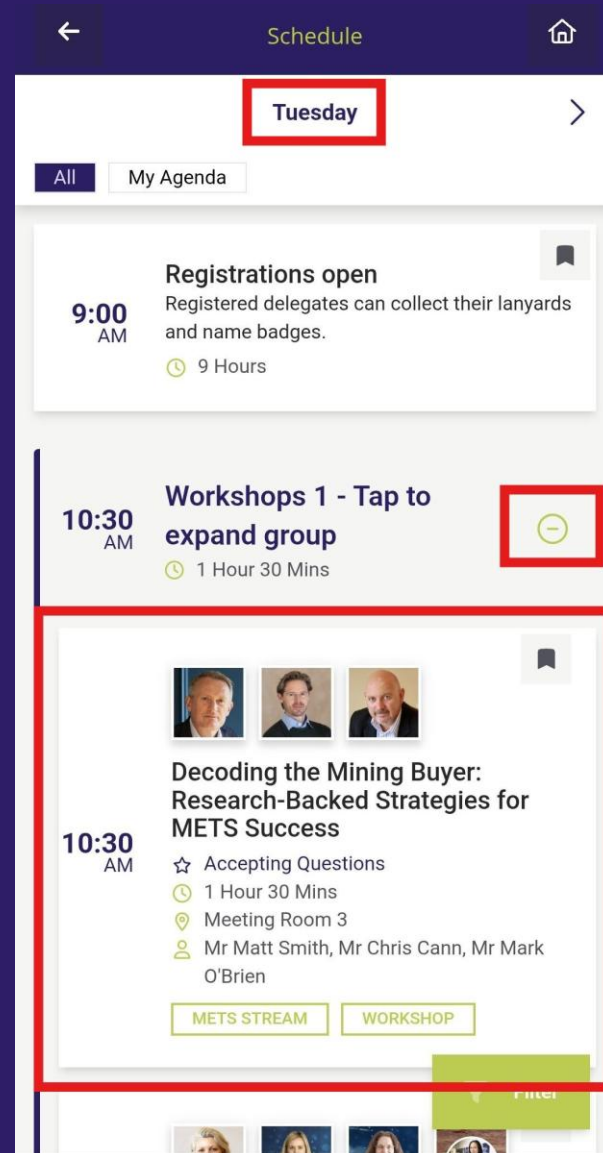 Schedule
Tuesday
All
My Agenda
Registrations open
9:00
AM
Registered delegates can collect their lanyards
and name badges.
9 Hours
10:30
AM
Workshops 1 - Tap to
expand group
1 Hour 30 Mins
10:30
AM
Decoding the Mining Buyer:
Research-Backed Strategies for
METS Success
Accepting Questions
1 Hour 30 Mins
Meeting Room 3
Mr Matt Smith, Mr Chris Cann, Mr Mark
O'Brien
METS STREAM
WORKSHOP
Filter